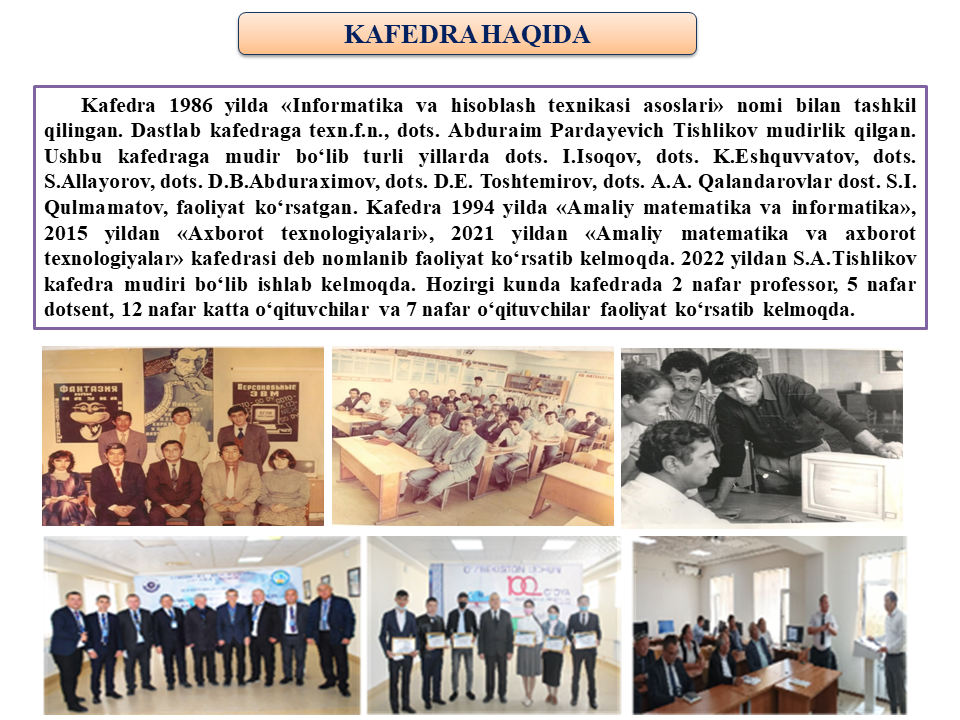 KAFEDRA HAQIDA
Kafedra 1986 yilda «Informatika va hisoblash texnikasi asoslari» nomi bilan tashkil
qilingan. Dastlab kafedraga texn.f.n., dots. Abduraim Pardayevich Tishlikov mudirlik qilgan.
Ushbu kafedraga mudir bo‘lib turli yillarda dots. I.Isoqov, dots. K.Eshquvvatov, dots.
S.Allayorov, dots. D.B.Abduraximov, dots. D.E. Toshtemirov, dots. A.A. Qalandarovlar dost. S.I.
Qulmamatov, faoliyat ko‘rsatgan. Kafedra 1994 yilda «Amaliy matematika va informatika»,
2015 yildan «Axborot texnologiyalari», 2021 yildan «Amaliy matematika va axborot
texnologiyalar» kafedrasi deb nomlanib faoliyat ko‘rsatib kelmoqda. 2022 yildan S.A.Tishlikov
kafedra mudiri bo‘lib ishlab kelmoqda. Hozirgi kunda kafedrada 2 nafar professor, 5 nafar
dotsent, 12 nafar katta o‘qituvchilar va 7 nafar o‘qituvchilar faoliyat ko‘rsatib kelmoqda.
ФАНТАЗИЯ
ПЕРСОНАЛЬНЫЕ
ЭВМ
100